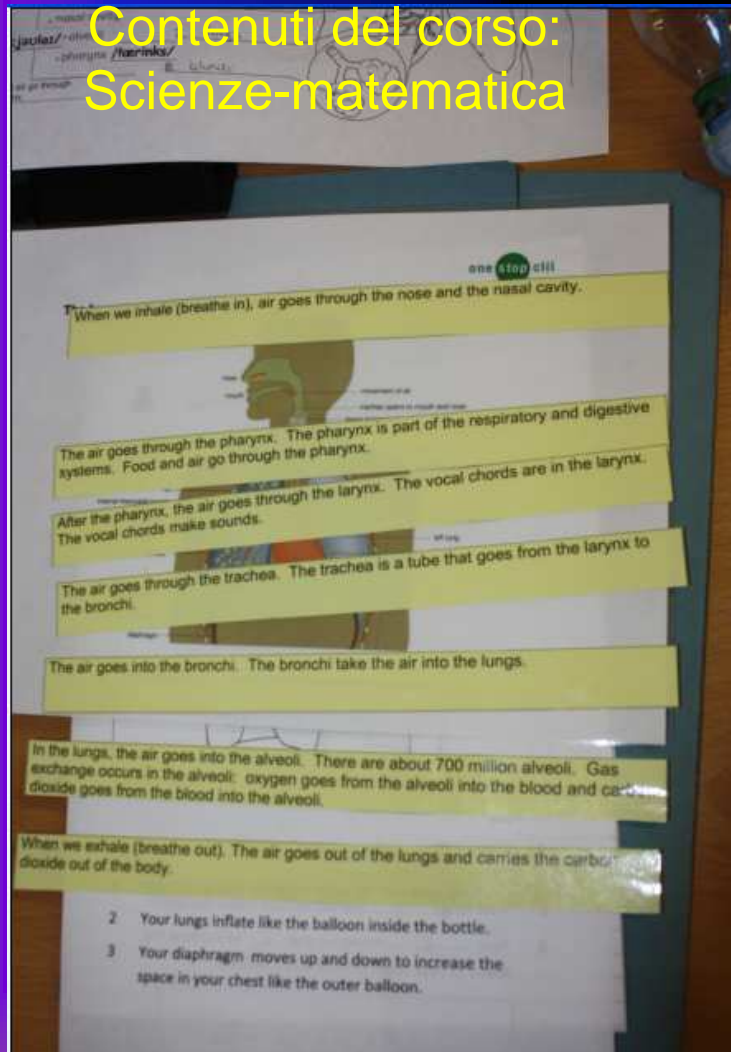 Contenuti del corso:
Scienze-matematica
/færinks/
one stop clil
When we inhale (breathe in), air goes through the nose and the nasal cavity.
The air goes through the pharynx. The pharynx is part of the respiratory and digestive
systems. Food and air go through the pharynx.
After the pharynx, the air goes through the larynx. The vocal chords are in the larynx.
The vocal chords make sounds.
The air goes through the trachea. The trachea is a tube that goes from the larynx to
the bronchi.
The air goes into the bronchi. The bronchi take the air into the lungs.
In the lungs, the air goes into the alveoli. There are about 700 million alveoli. Gas
exchange occurs in the alveoli: oxygen goes from the alveoli into the blood and
dioxide goes from the blood into the alveoli.
When we exhale (breathe out). The air goes out of the lungs and carries the carbon
dioxide out of the body.
2 Your lungs inflate like the balloon inside the bottle.
3 Your diaphragm moves up and down to increase the
space in your chest like the outer balloon.